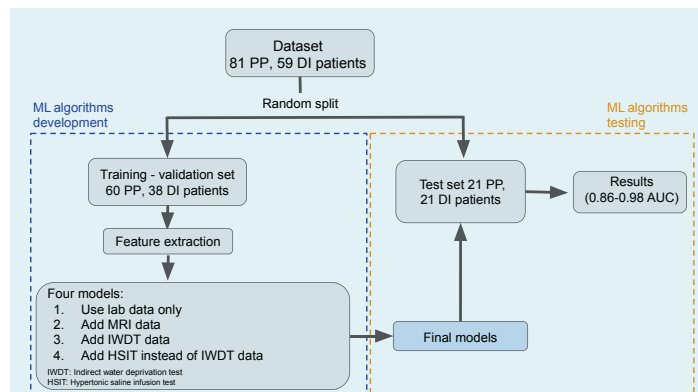 Dataset
81 PP, 59 DI patients
Random split
ML algorithms
development
ML algorithms
testing
Training - validation set
60 PP, 38 DI patients
Test set 21 PP,
21 DI patients
Results
(0.86-0.98 AUC)
Feature extraction
Four models:
1. Use lab data only
2. Add MRI data
3. Add IWDT data
4. Add HSIT instead of IWDT data
IWDT: Indirect water deprivation test
HSIT: Hypertonic saline infusion test
Final models